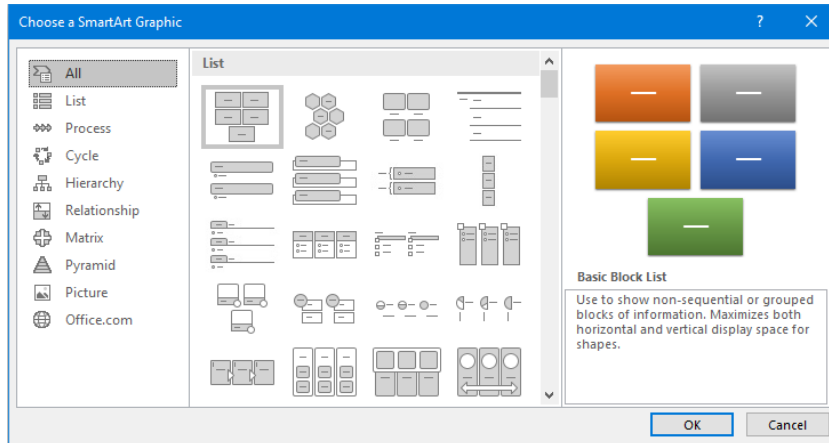 Choose a SmartArt Graphic
?
All
List
Process
Cycle
Hierarchy
Relationship
Matrix
Pyramid
Picture
Office.com
List
Basic Block List
Use to show non-sequential or grouped
blocks of information. Maximizes both
horizontal and vertical display space for
shapes.
OK
Cancel